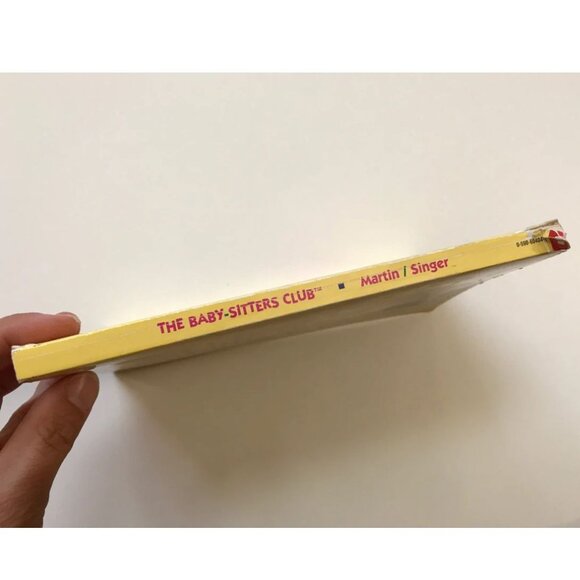 THE BABY-SITTERS CLUB™ ▪ Martin / Singer